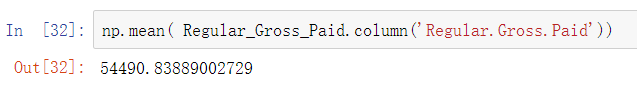 In [32]: np.mean( Regular_Gross_Paid.column('Regular.Gross.Paid'))
Out[32]: 54490.83889002729